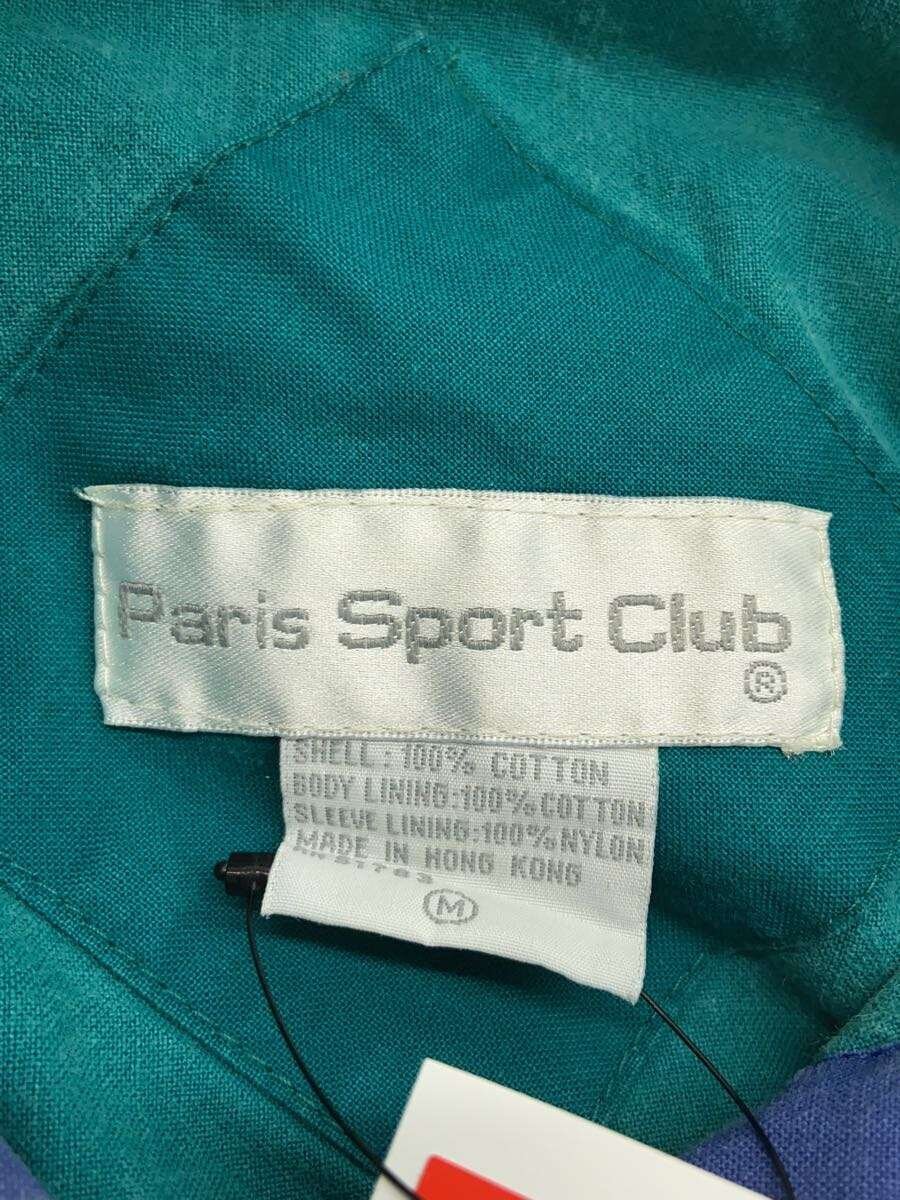 Paris Sport Club
®
SHELL: 100% COTTON
BODY LINING:100%COTTON
SLEEVE LINING:100%NYLON
MADE IN HONG KONG
M